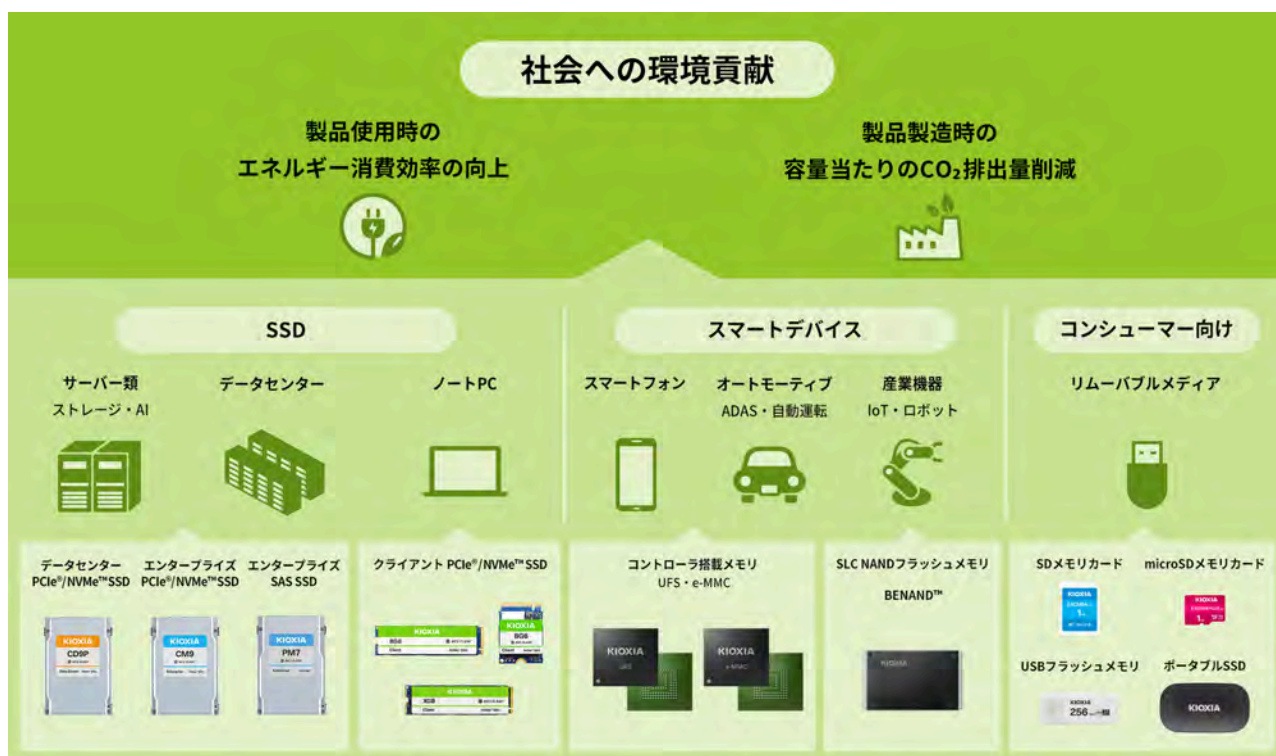 社会への環境貢献
製品使用時の
エネルギー消費効率の向上
製品製造時の
容量当たりのCO₂排出量削減
SSD
サーバー類
ストレージ・AI
データセンター
ノートPC
データセンター
PCIe®/NVMe™SSD
エンタープライズ
PCIe®/NVMe™SSD
エンタープライズ
SAS SSD
クライアント PCIe®/NVMe™SSD
KIOXIA
CD9P
KIOXIA
CM9
KIOXIA
PM7
KIOXIA
BG6
Client
KIOXIA
BG6
KIOXIA
XG8
Client
スマートデバイス
スマートフォン
オートモーティブ
ADAS・自動運転
産業機器
IoT・ロボット
コントローラ搭載メモリ
UFS・e-MMC
KIOXIA
UFS
KIOXIA
e-MMC
SLC NANDフラッシュメモリ
BENAND™
KIOXIA
コンシューマー向け
リムーバブルメディア
SDメモリカード
KIOXIA
microSDメモリカード
KIOXIA
USBフラッシュメモリ
KIOXIA
256
ポータブルSSD
KIOXIA